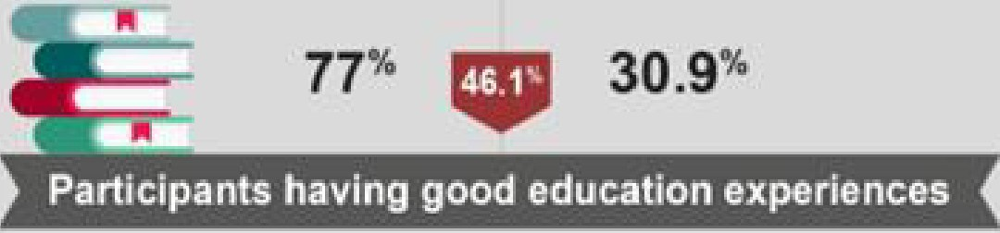 77% 46.1% 30.9%
Participants having good education experiences